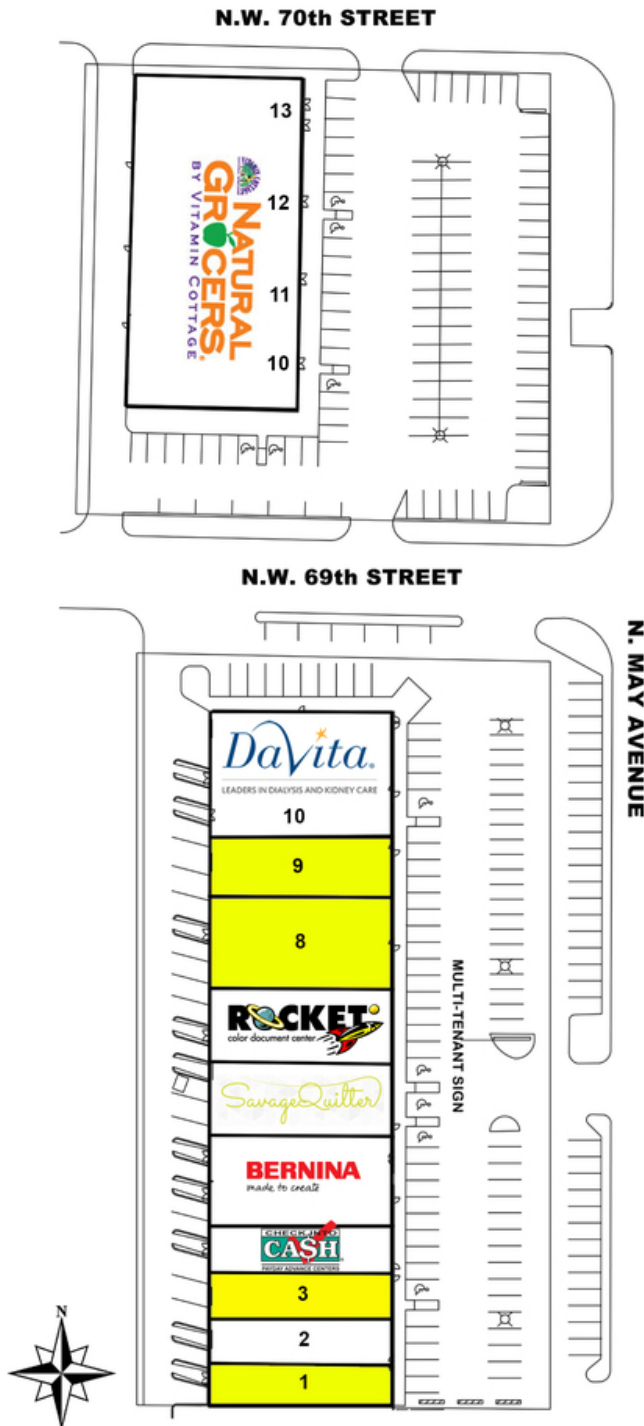 N.W. 70th STREET
13
12
11
10
NATURAL
GROCERS®
BY VITAMIN COTTAGE
N.W. 69th STREET
N. MAY AVENUE
DaVita®
LEADERS IN DIALYSIS AND KIDNEY CARE
10
9
8
ROCKET
color document center
MULTI-TENANT SIGN
SavageQuilter
BERNINA
made to create
CHECK INTO
CA$H
PAYDAY ADVANCE CENTERS
3
2
1
N